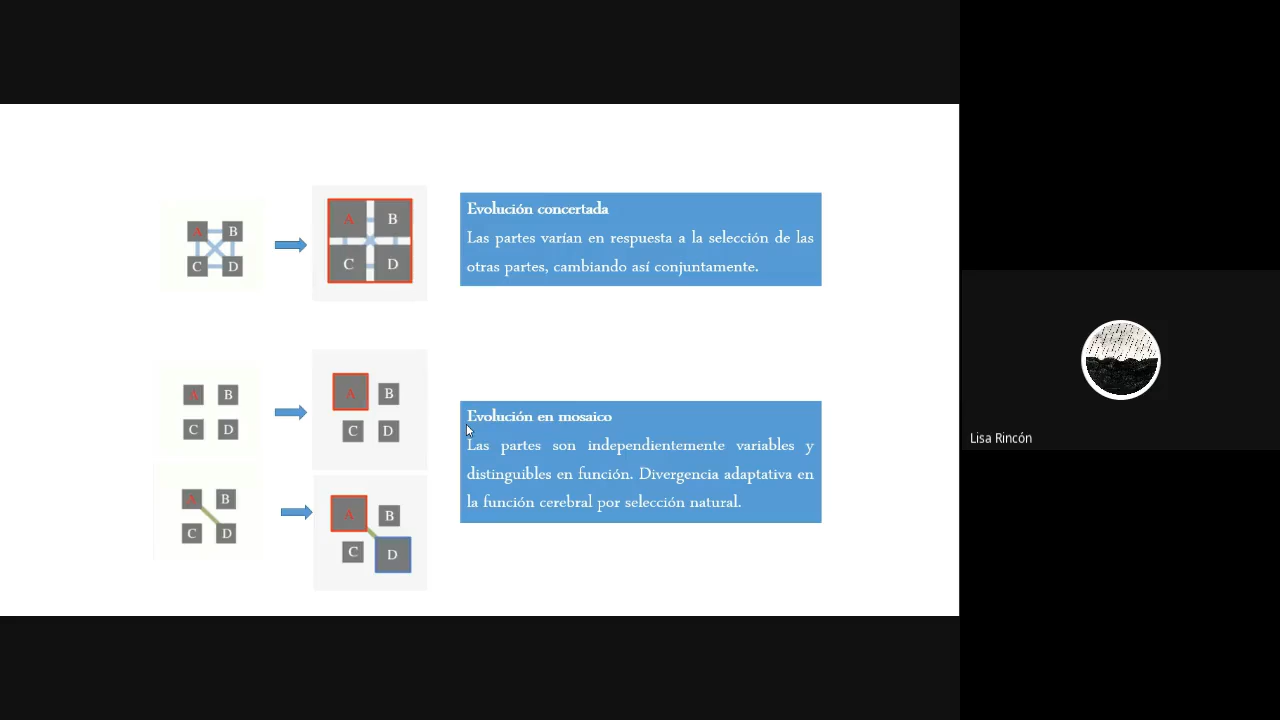 A B
C D
A B
C D
Evolución concertada
Las partes varían en respuesta a la selección de las
otras partes, cambiando así conjuntamente.
A B
C D
A B
C D
A B
C D
A B
C D
Evolución en mosaico
Las partes son independientemente variables y
distinguibles en función. Divergencia adaptativa en
la función cerebral por selección natural.
Lisa Rincón